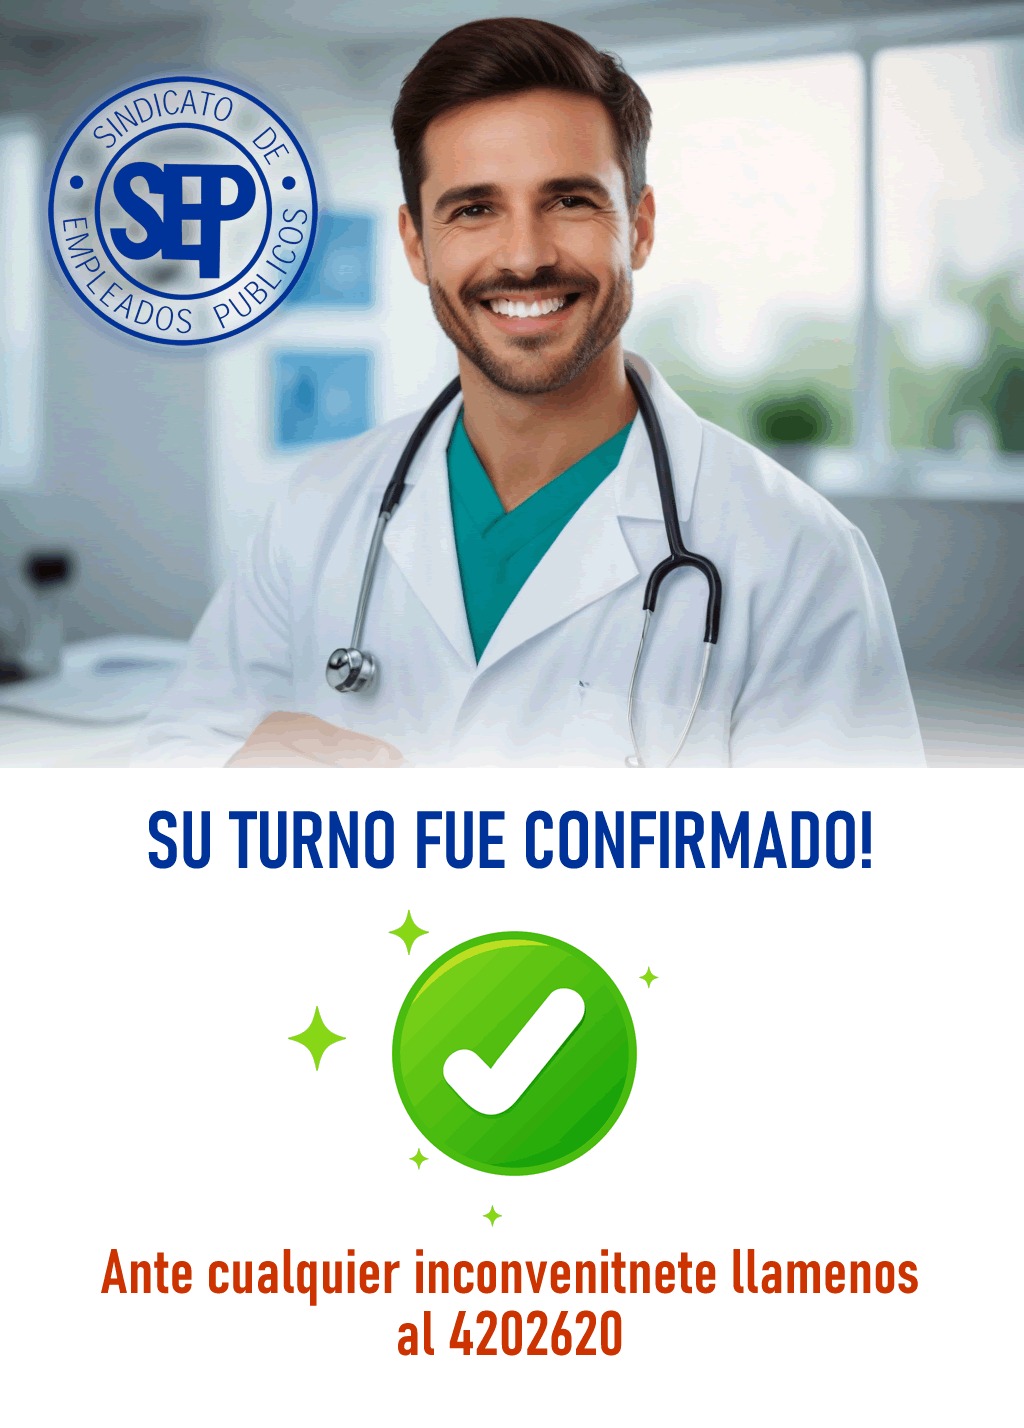 SINDICATO DE
EMPLEADOS PUBLICOS
SEP
SU TURNO FUE CONFIRMADO!
Ante cualquier inconvenitnete llamenos
al 4202620